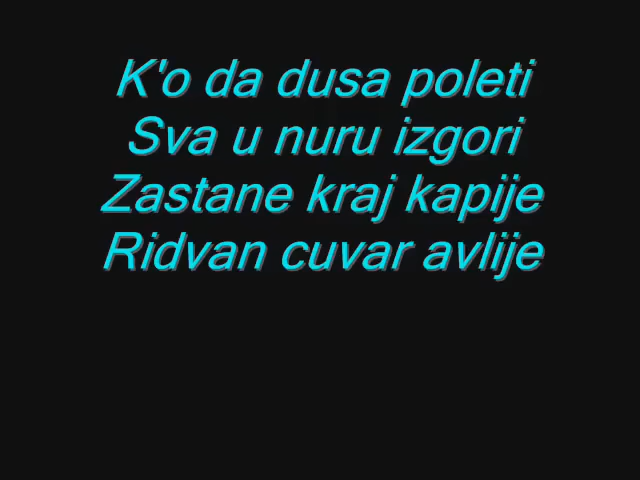 K'o da dusa poleti
Sva u nuru izgori
Zastane kraj kapije
Ridvan cuvar avlije